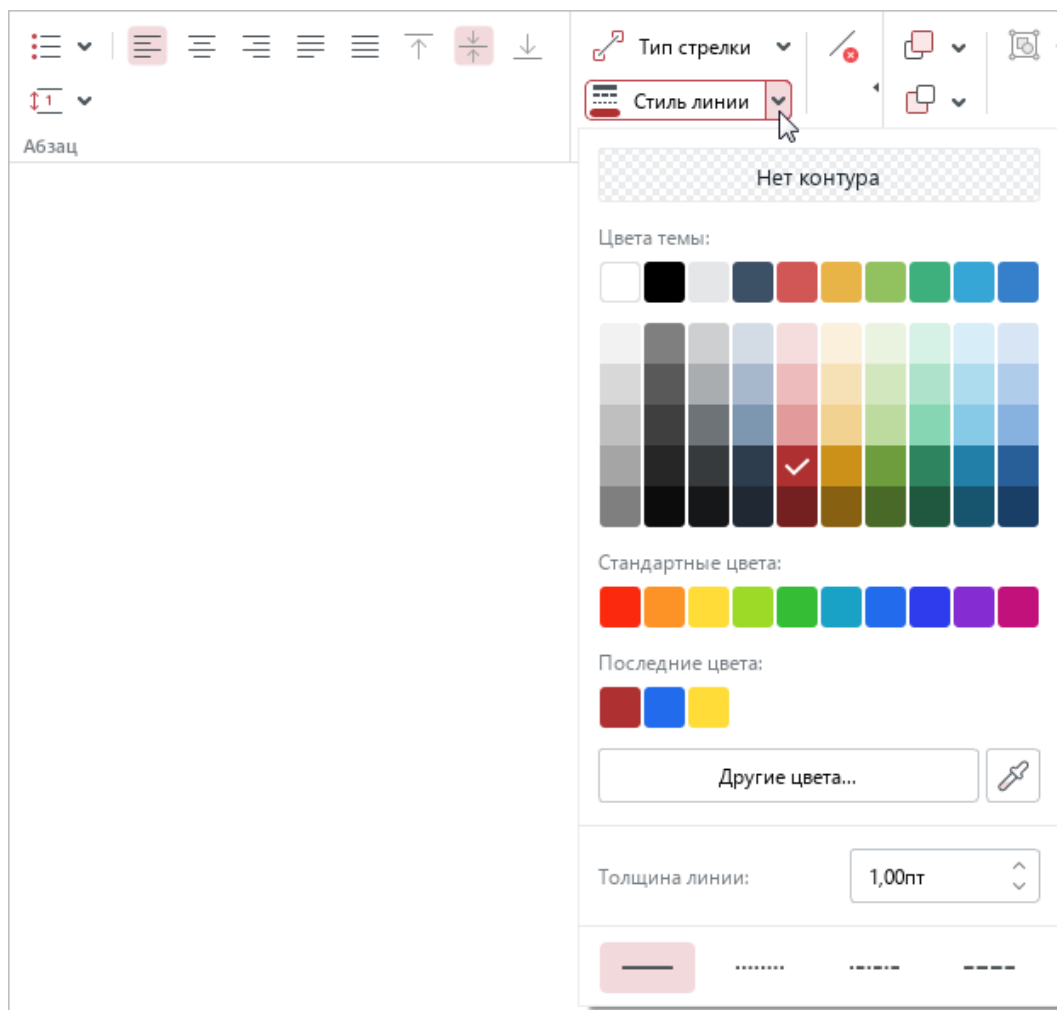 Тип стрелки
1
Стиль линии
Абзац
Нет контура
Цвета темы:
Стандартные цвета:
Последние цвета:
Другие цвета...
Толщина линии:
1,00пт